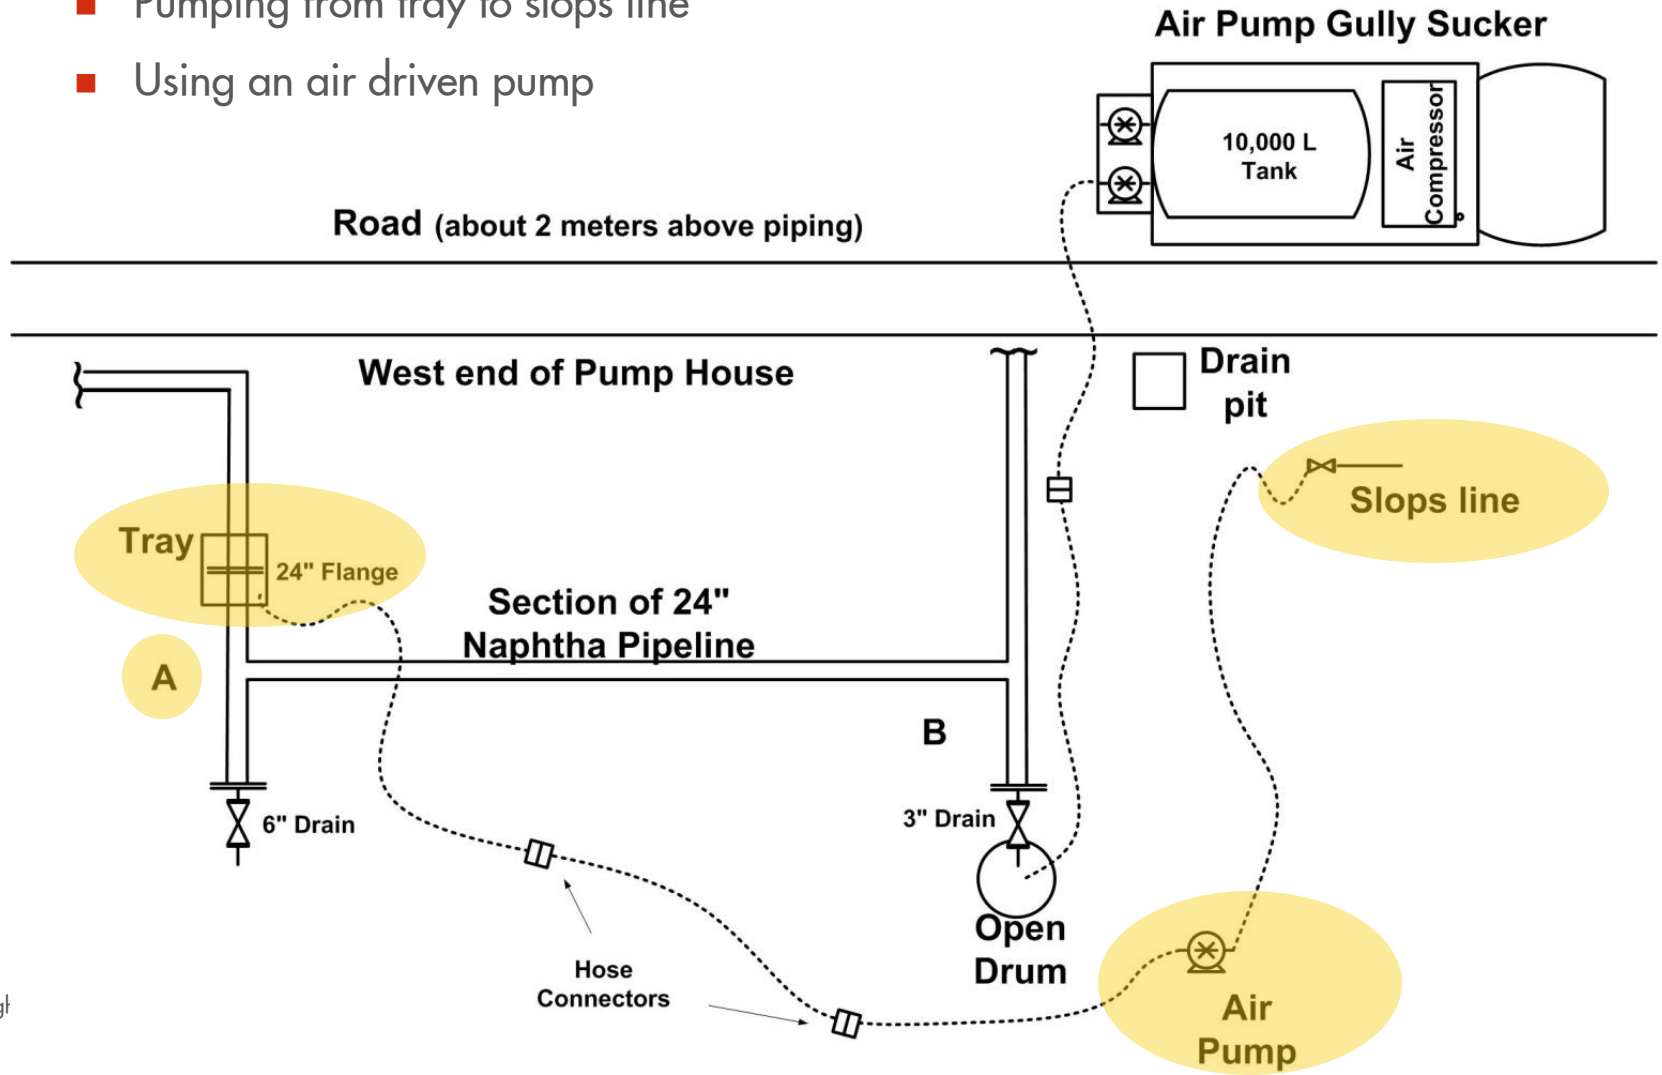 Pumping from tray to slops line
Using an air driven pump
Air Pump Gully Sucker
10,000 L
Tank
Air
Compressor
Road (about 2 meters above piping)
West end of Pump House
Drain
pit
Slops line
Tray
24" Flange
Section of 24"
Naphtha Pipeline
A
B
6" Drain
3" Drain
Open
Drum
Hose
Connectors
Air
Pump